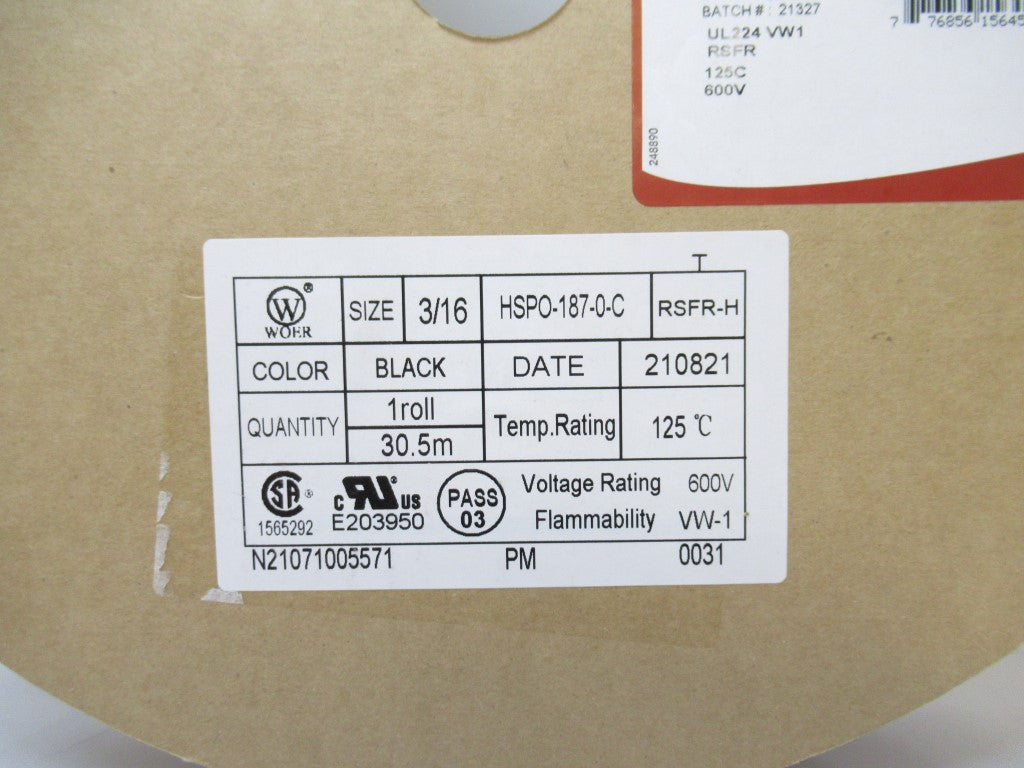 BATCH # : 21327
UL224 VW1
RSFR
125C
600V
248890
7 76856 15645
T
W ®
WOER
SIZE 3/16 HSPO-187-0-C RSFR-H
COLOR BLACK DATE 210821
QUANTITY 1roll Temp.Rating 125 ℃
30.5m
SA ® c RU ® US PASS 03 Voltage Rating 600V
1565292 E203950 Flammability VW-1
N21071005571 PM 0031